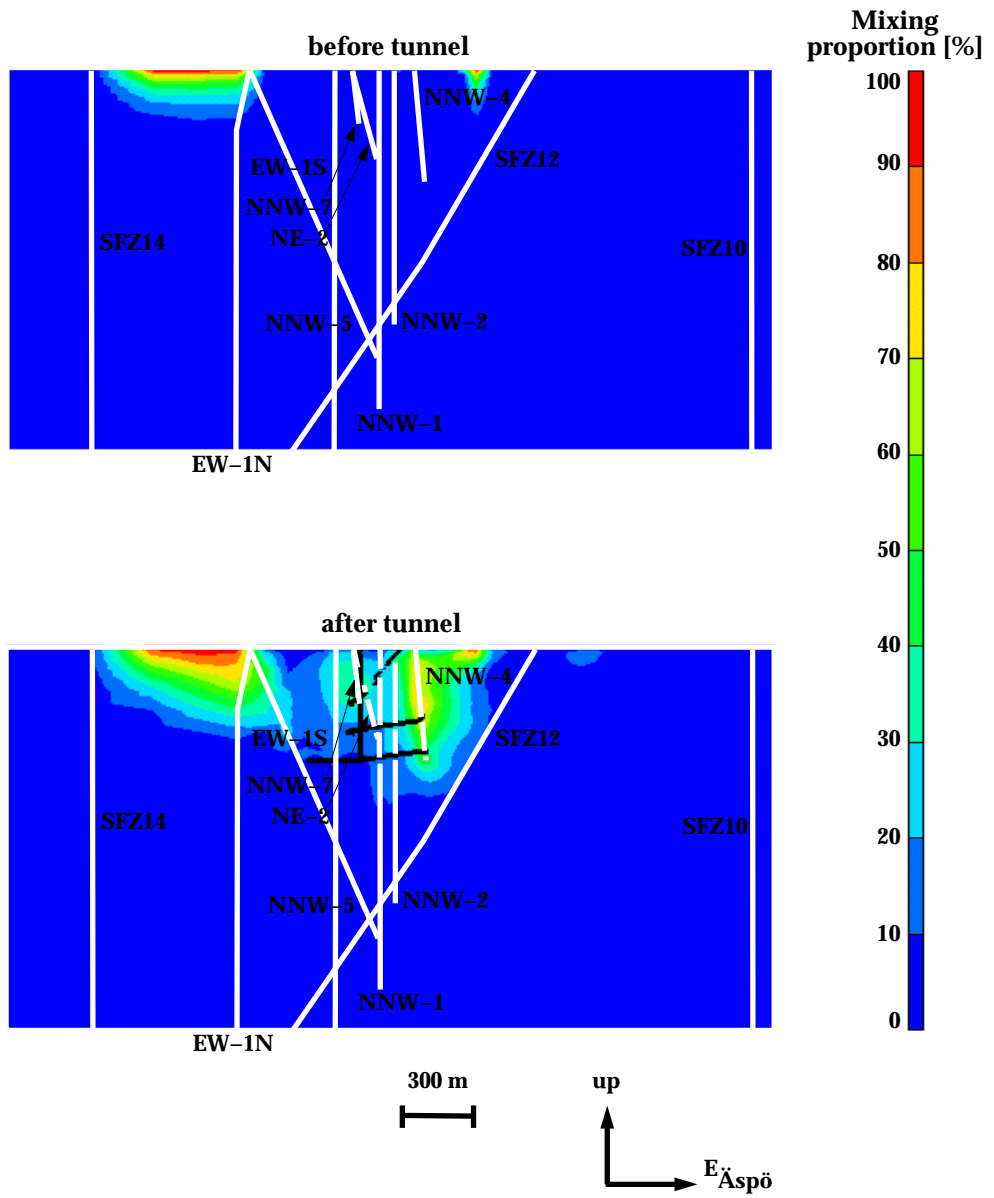 Mixing
proportion [%]
before tunnel
100
90
80
70
60
50
40
30
20
10
0
NNW–4
SFZ12
EW–1S
NNW–7
NE–2
SFZ14
SFZ10
NNW–5
NNW–2
NNW–1
EW–1N
after tunnel
NNW–4
EW–1S
SFZ12
NNW–7
NE–2
SFZ14
SFZ10
NNW–5
NNW–2
NNW–1
EW–1N
300 m
up
E
Äspö